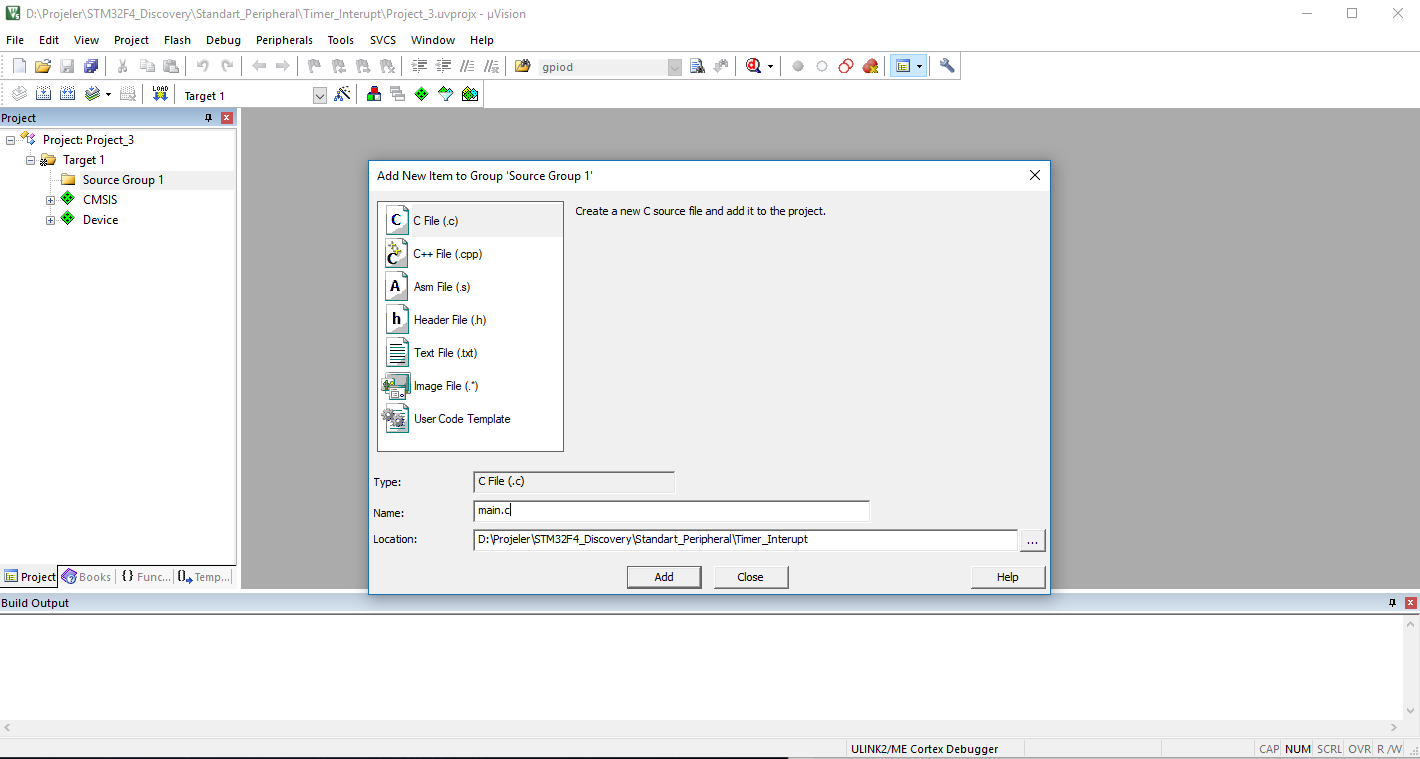 D:\Projeler\STM32F4_Discovery\Standart_Peripheral\Timer_Interupt\Project_3.uvprojx - µVision
File Edit View Project Flash Debug Peripherals Tools SVCS Window Help
gpiod
LOAD
Target 1
Project
Project: Project_3
Target 1
Source Group 1
CMSIS
Device
Add New Item to Group 'Source Group 1'
C File (.c)
C++ File (.cpp)
Asm File (.s)
Header File (.h)
Text File (.txt)
Image File (.*)
User Code Template
Create a new C source file and add it to the project.
Type: C File (.c)
Name: main.c
Location: D:\Projeler\STM32F4_Discovery\Standart_Peripheral\Timer_Interupt ...
Add Close Help
Project Books {} Func... Temp...
Build Output
ULINK2/ME Cortex Debugger CAP NUM SCRL OVR R /W